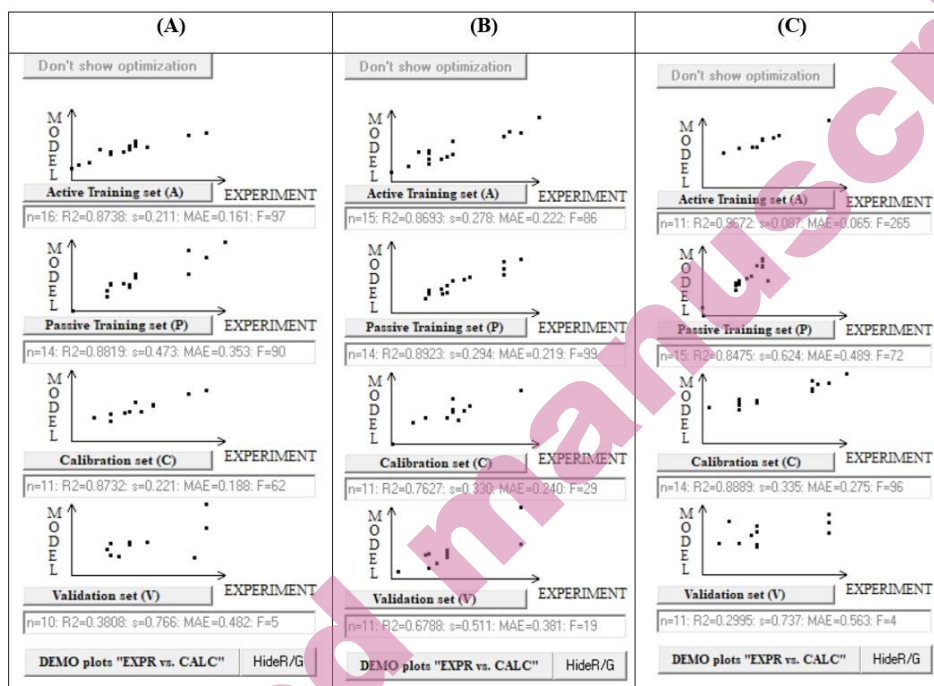 (A)
Don't show optimization
MODEL
EXPERIMENT
Active Training set (A)
n=16: R2=0.8738: s=0.211: MAE=0.161: F=97
MODEL
EXPERIMENT
Passive Training set (P)
n=14: R2=0.8819: s=0.473: MAE=0.353: F=90
MODEL
EXPERIMENT
Calibration set (C)
n=11: R2=0.8732: s=0.221: MAE=0.188: F=62
MODEL
EXPERIMENT
Validation set (V)
n=10: R2=0.3808: s=0.766: MAE=0.482: F=5
DEMO plots "EXPR vs. CALC" HideR/G
(B)
Don't show optimization
MODEL
EXPERIMENT
Active Training set (A)
n=15: R2=0.8693: s=0.278: MAE=0.222: F=86
MODEL
EXPERIMENT
Passive Training set (P)
n=14: R2=0.8923: s=0.294: MAE=0.219: F=99
MODEL
EXPERIMENT
Calibration set (C)
n=11: R2=0.7627: s=0.330: MAE=0.240: F=29
MODEL
EXPERIMENT
Validation set (V)
n=11: R2=0.6788: s=0.511: MAE=0.381: F=19
DEMO plots "EXPR vs. CALC" HideR/G
(C)
Don't show optimization
MODEL
EXPERIMENT
Active Training set (A)
n=11: R2=0.9672: s=0.087: MAE=0.065: F=265
MODEL
EXPERIMENT
Passive Training set (P)
n=15: R2=0.8475: s=0.624: MAE=0.489: F=72
MODEL
EXPERIMENT
Calibration set (C)
n=14: R2=0.8889: s=0.335: MAE=0.275: F=96
MODEL
EXPERIMENT
Validation set (V)
n=11: R2=0.2995: s=0.737: MAE=0.563: F=4
DEMO plots "EXPR vs. CALC" HideR/G
d manuscr